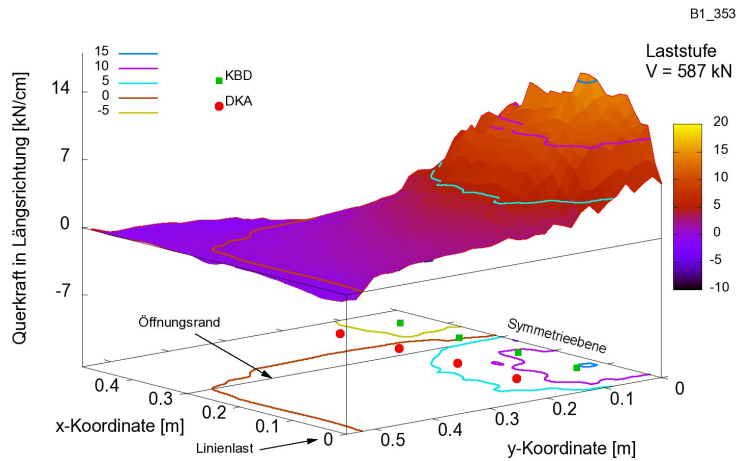 B1_353
15
10
5
0
-5
KBD
DKA
Laststufe
V = 587 kN
20
15
10
5
0
-5
-10
Querkraft in Längsrichtung [kN/cm]
14
7
0
-7
Öffnungsrand
Symmetrieebene
0.4
0.3
0.2
0.1
0
x-Koordinate [m]
Linienlast
0.5
0.4
0.3
0.2
0.1
0
y-Koordinate [m]